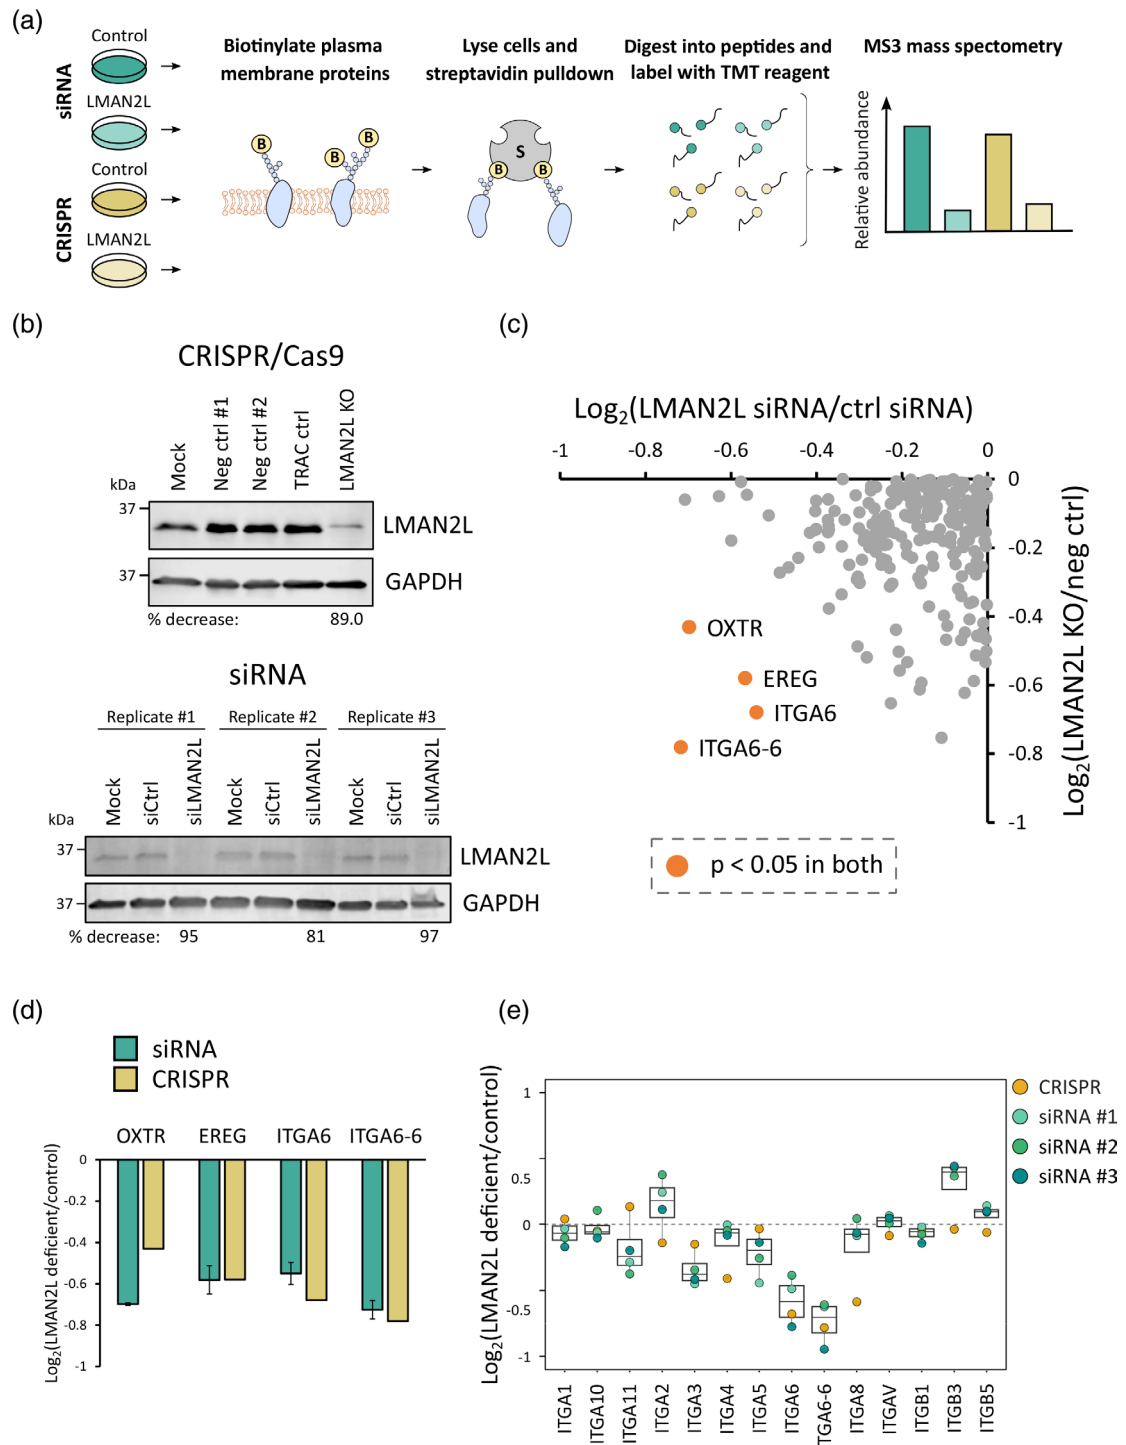 (a)
siRNA
CRISPR
Control
LMAN2L
Control
LMAN2L
Biotinylate plasma
membrane proteins
B
B
B
Lyse cells and
streptavidin pulldown
S
B
B
Digest into peptides and
label with TMT reagent
MS3 mass spectometry
Relative abundance
(b)
CRISPR/Cas9
Mock
Neg ctrl #1
Neg ctrl #2
TRAC ctrl
LMAN2L KO
kDa
37
LMAN2L
37
GAPDH
% decrease: 89.0
siRNA
Replicate #1 Replicate #2 Replicate #3
Mock
siCtrl
siLMAN2L
Mock
siCtrl
siLMAN2L
Mock
siCtrl
siLMAN2L
kDa
37
LMAN2L
37
GAPDH
% decrease: 95 81 97
(c)
Log2(LMAN2L siRNA/ctrl siRNA)
-1 -0.8 -0.6 -0.4 -0.2 0
0
-0.2
-0.4
-0.6
-0.8
-1
Log2(LMAN2L KO/neg ctrl)
OXTR
EREG
ITGA6
ITGA6-6
p < 0.05 in both
(d)
siRNA
CRISPR
OXTR EREG ITGA6 ITGA6-6
0
-0.2
-0.4
-0.6
-0.8
-1
Log2(LMAN2L deficient/control)
(e)
Log2(LMAN2L deficient/control)
1
0.5
0
-0.5
-1
CRISPR
siRNA #1
siRNA #2
siRNA #3
ITGA1
ITGA10
ITGA11
ITGA2
ITGA3
ITGA4
ITGA5
ITGA6
TGA6-6
ITGA8
ITGAV
ITGB1
ITGB3
ITGB5